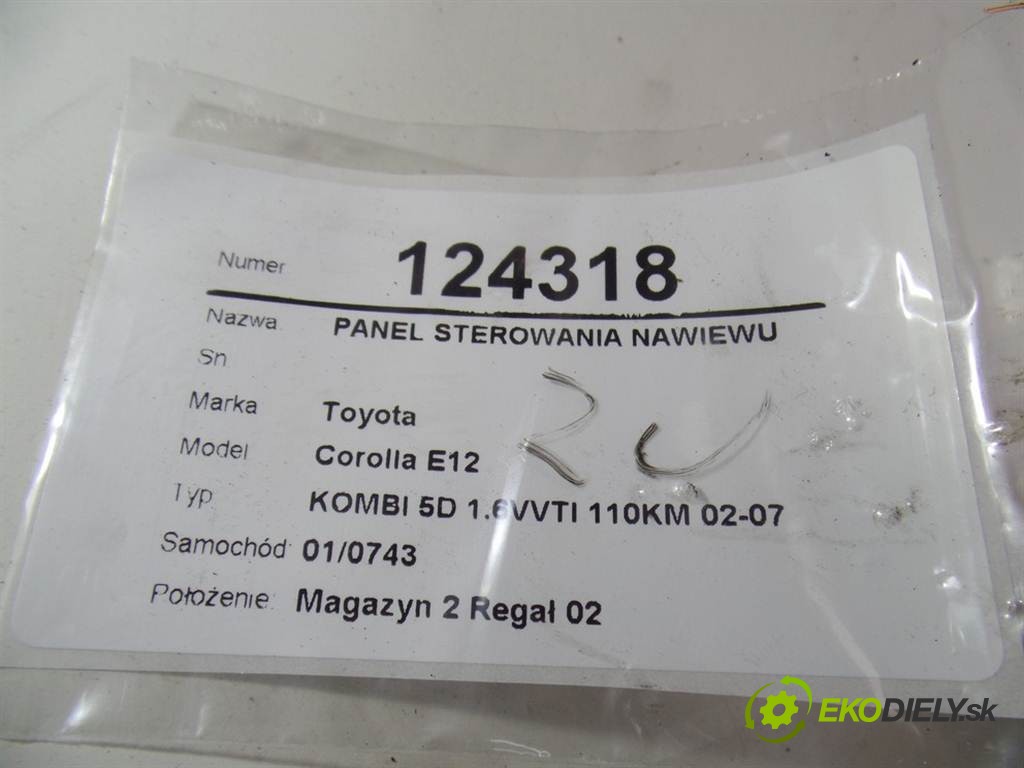 Numer 124318
Nazwa PANEL STEROWANIA NAWIEWU
Sn
Marka Toyota
Model Corolla E12
Typ KOMBI 5D 1.6VVTI 110KM 02-07
Samochód 01/0743
Położenie Magazyn 2 Regał 02
EKODIELY.sk